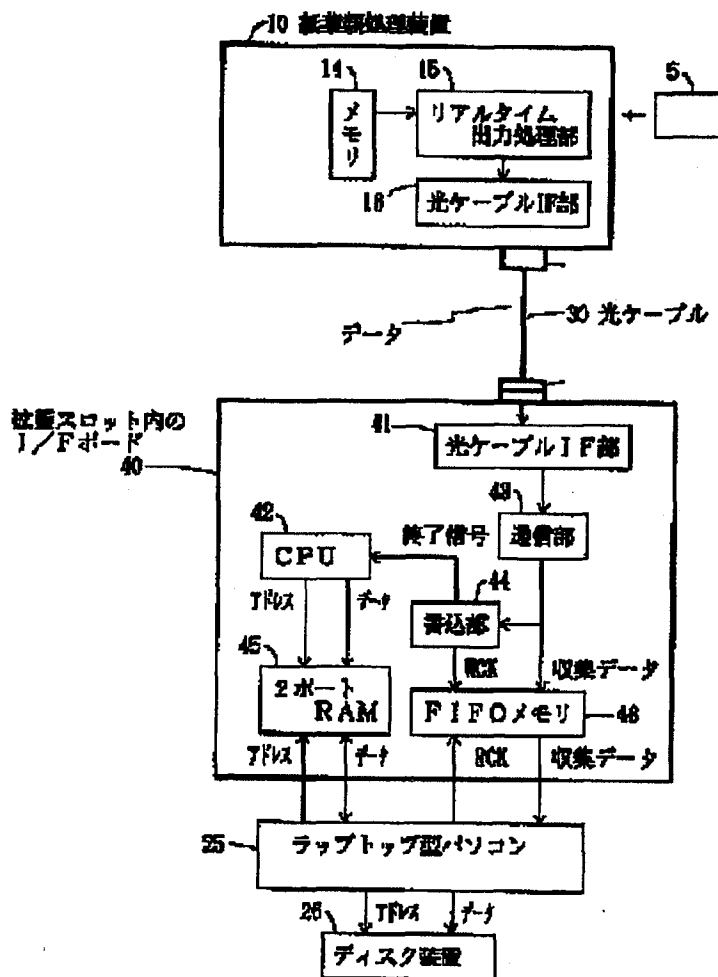 10 紙葉類処理装置
14
メモリ
15
リアルタイム
出力処理部
5
16
光ケーブルIF部
データ
30 光ケーブル
拡張スロット内の
I/Fボード
40
41
光ケーブルIF部
43
通信部
42
CPU
終了信号
44
書込部
アドレス
データ
45
2ポート
RAM
WCK
収集データ
FIFOメモリ
46
アドレス
データ
RCK
収集データ
25
ラップトップ型パソコン
アドレス
データ
26
ディスク装置